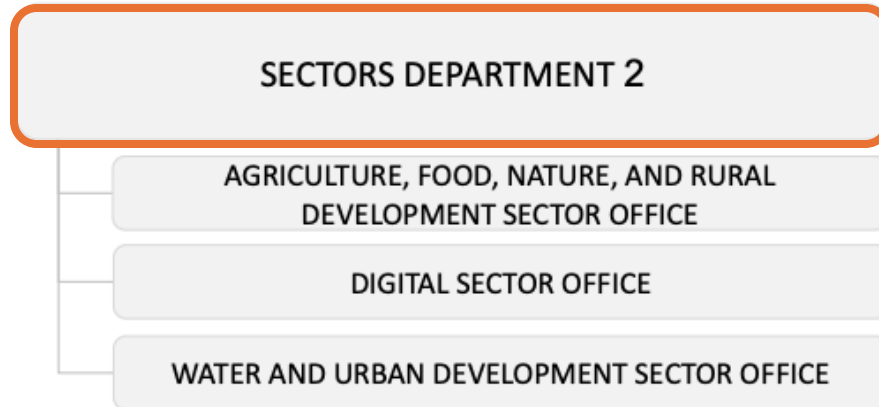 SECTORS DEPARTMENT 2
AGRICULTURE, FOOD, NATURE, AND RURAL
DEVELOPMENT SECTOR OFFICE
DIGITAL SECTOR OFFICE
WATER AND URBAN DEVELOPMENT SECTOR OFFICE